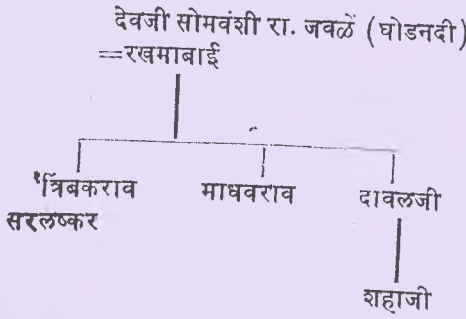 देवजी सोमवंशी रा. जवळें (घोडनदी)
=रखमाबाई
त्रिंबकराव माधवराव दावलजी
सरलष्कर
शहाजी